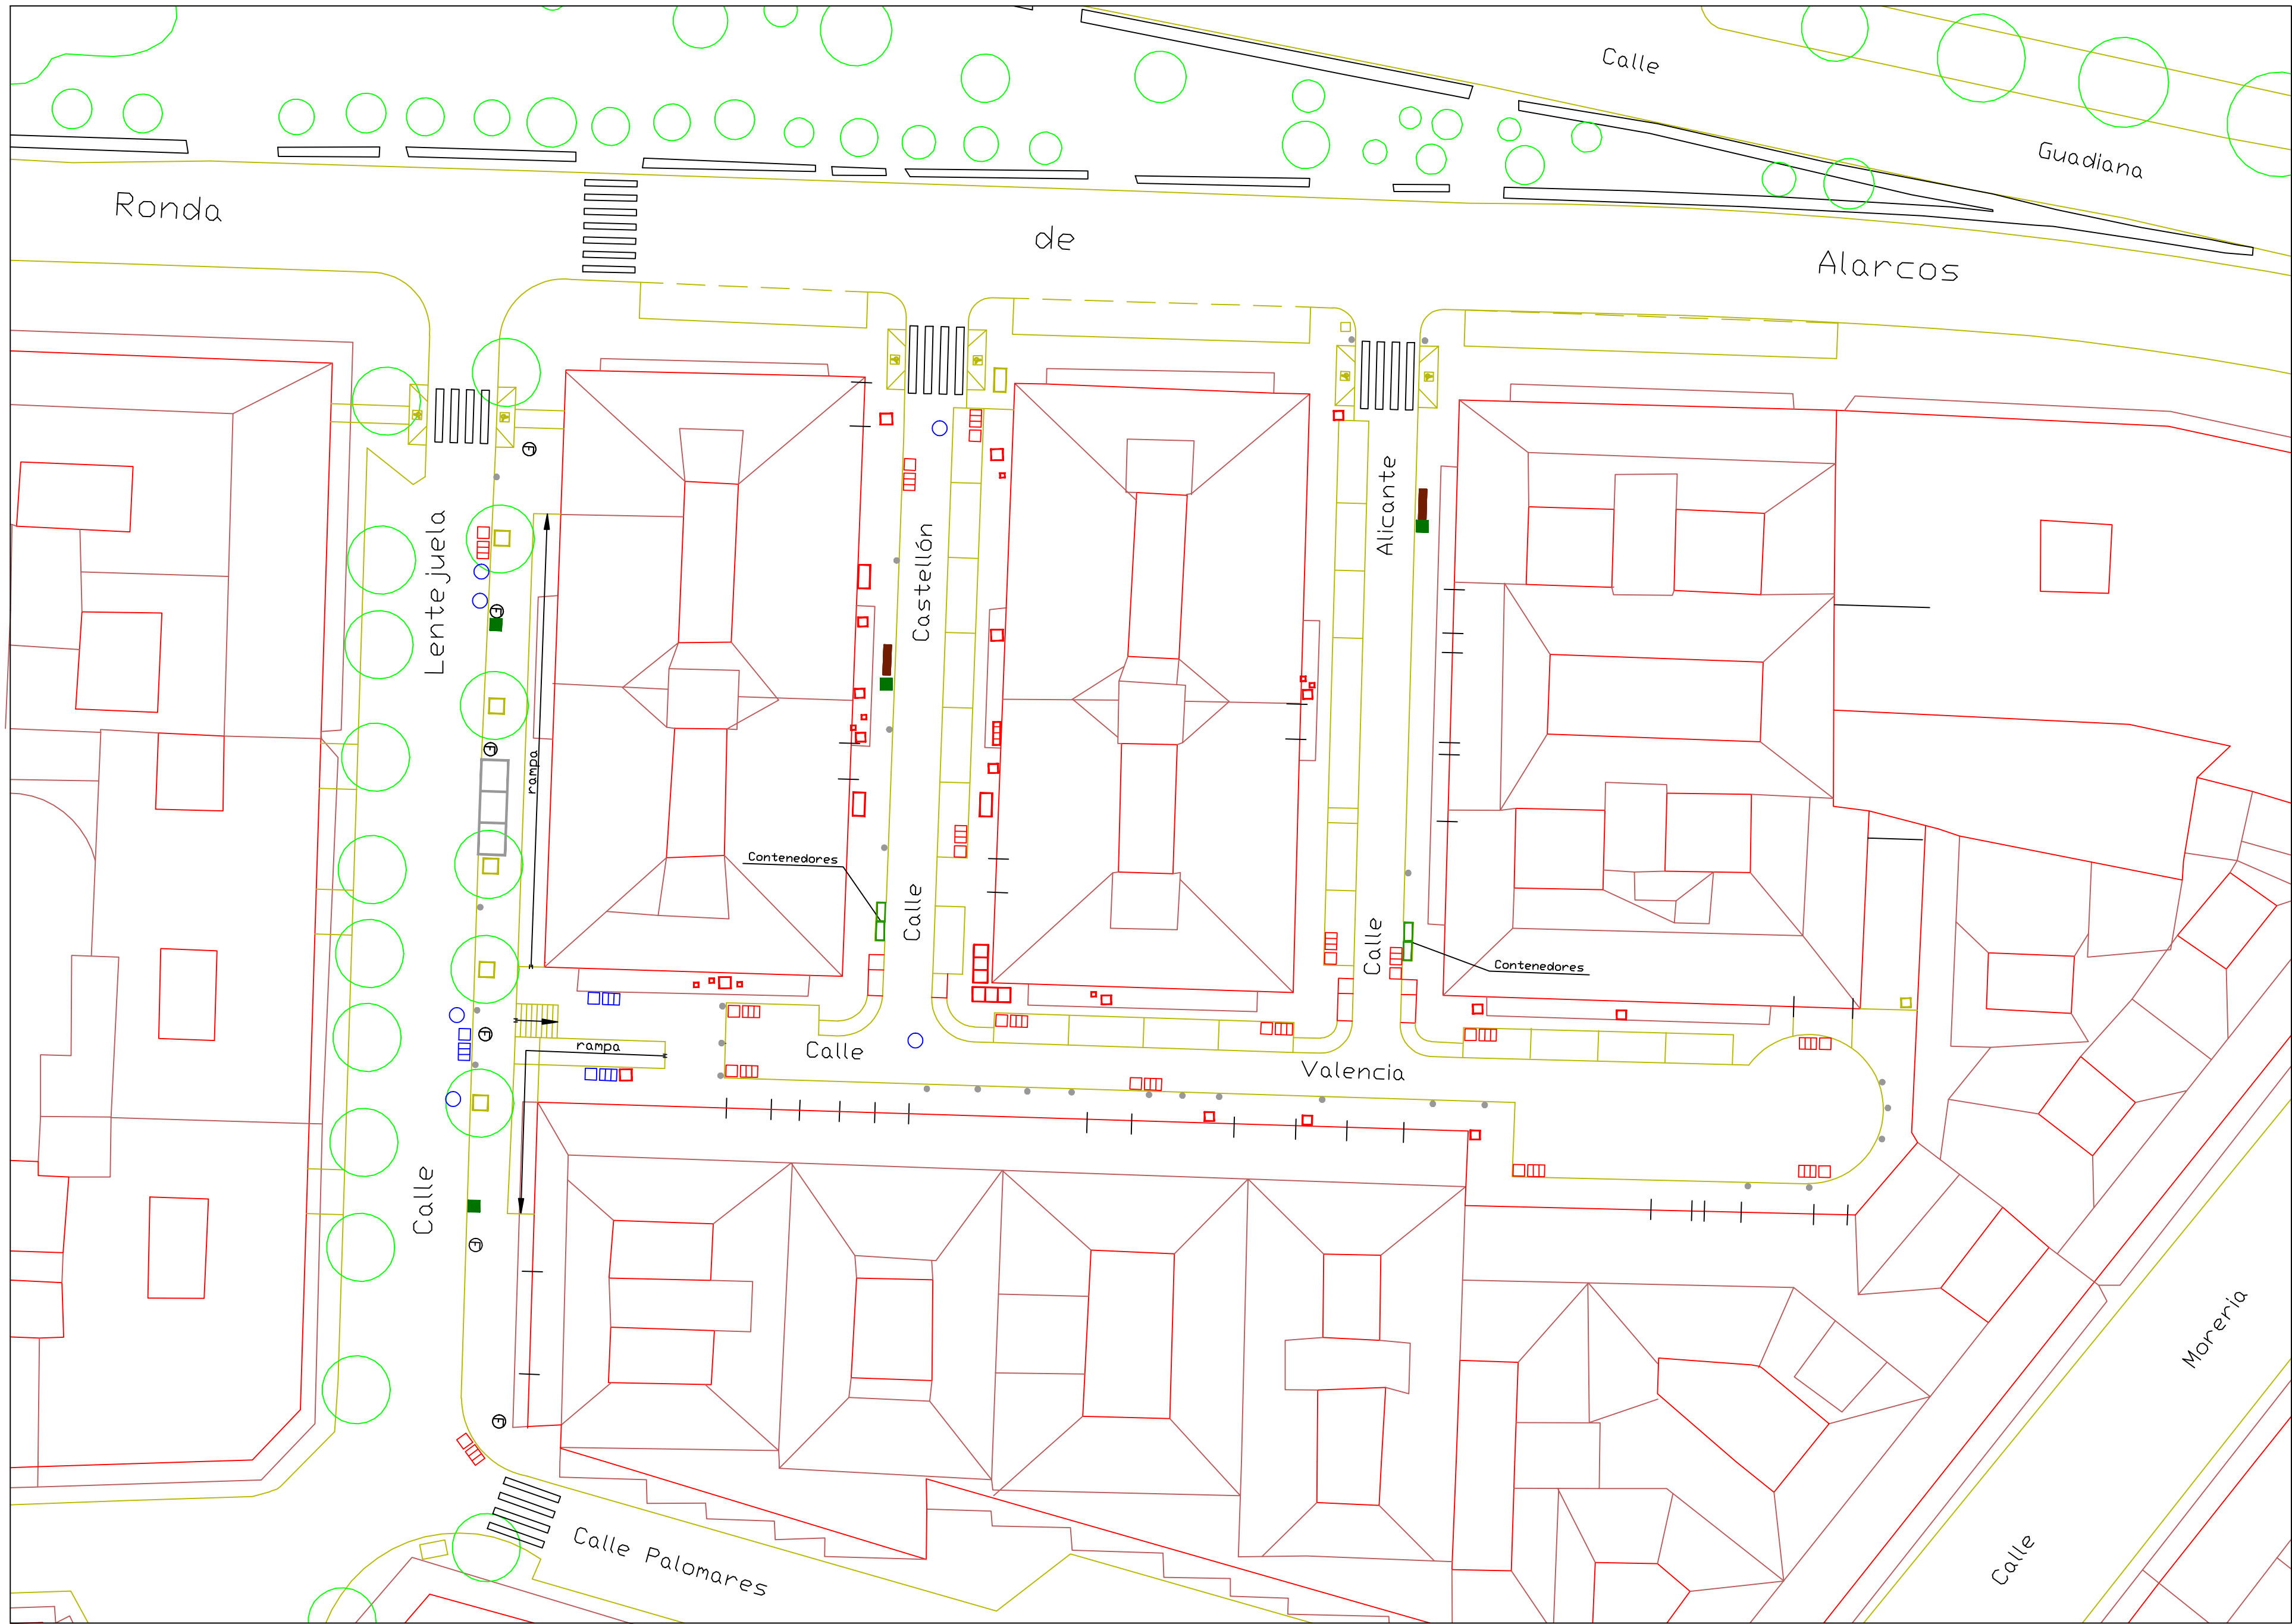 Calle
Guadiana
Ronda
de
Alarcos
Calle
Lentejuela
Calle
Castellón
Calle
Alicante
rampa
Contenedores
Contenedores
rampa
Calle
Valencia
Calle Palomares
Calle
Moreria
F
F
F
F
F
F